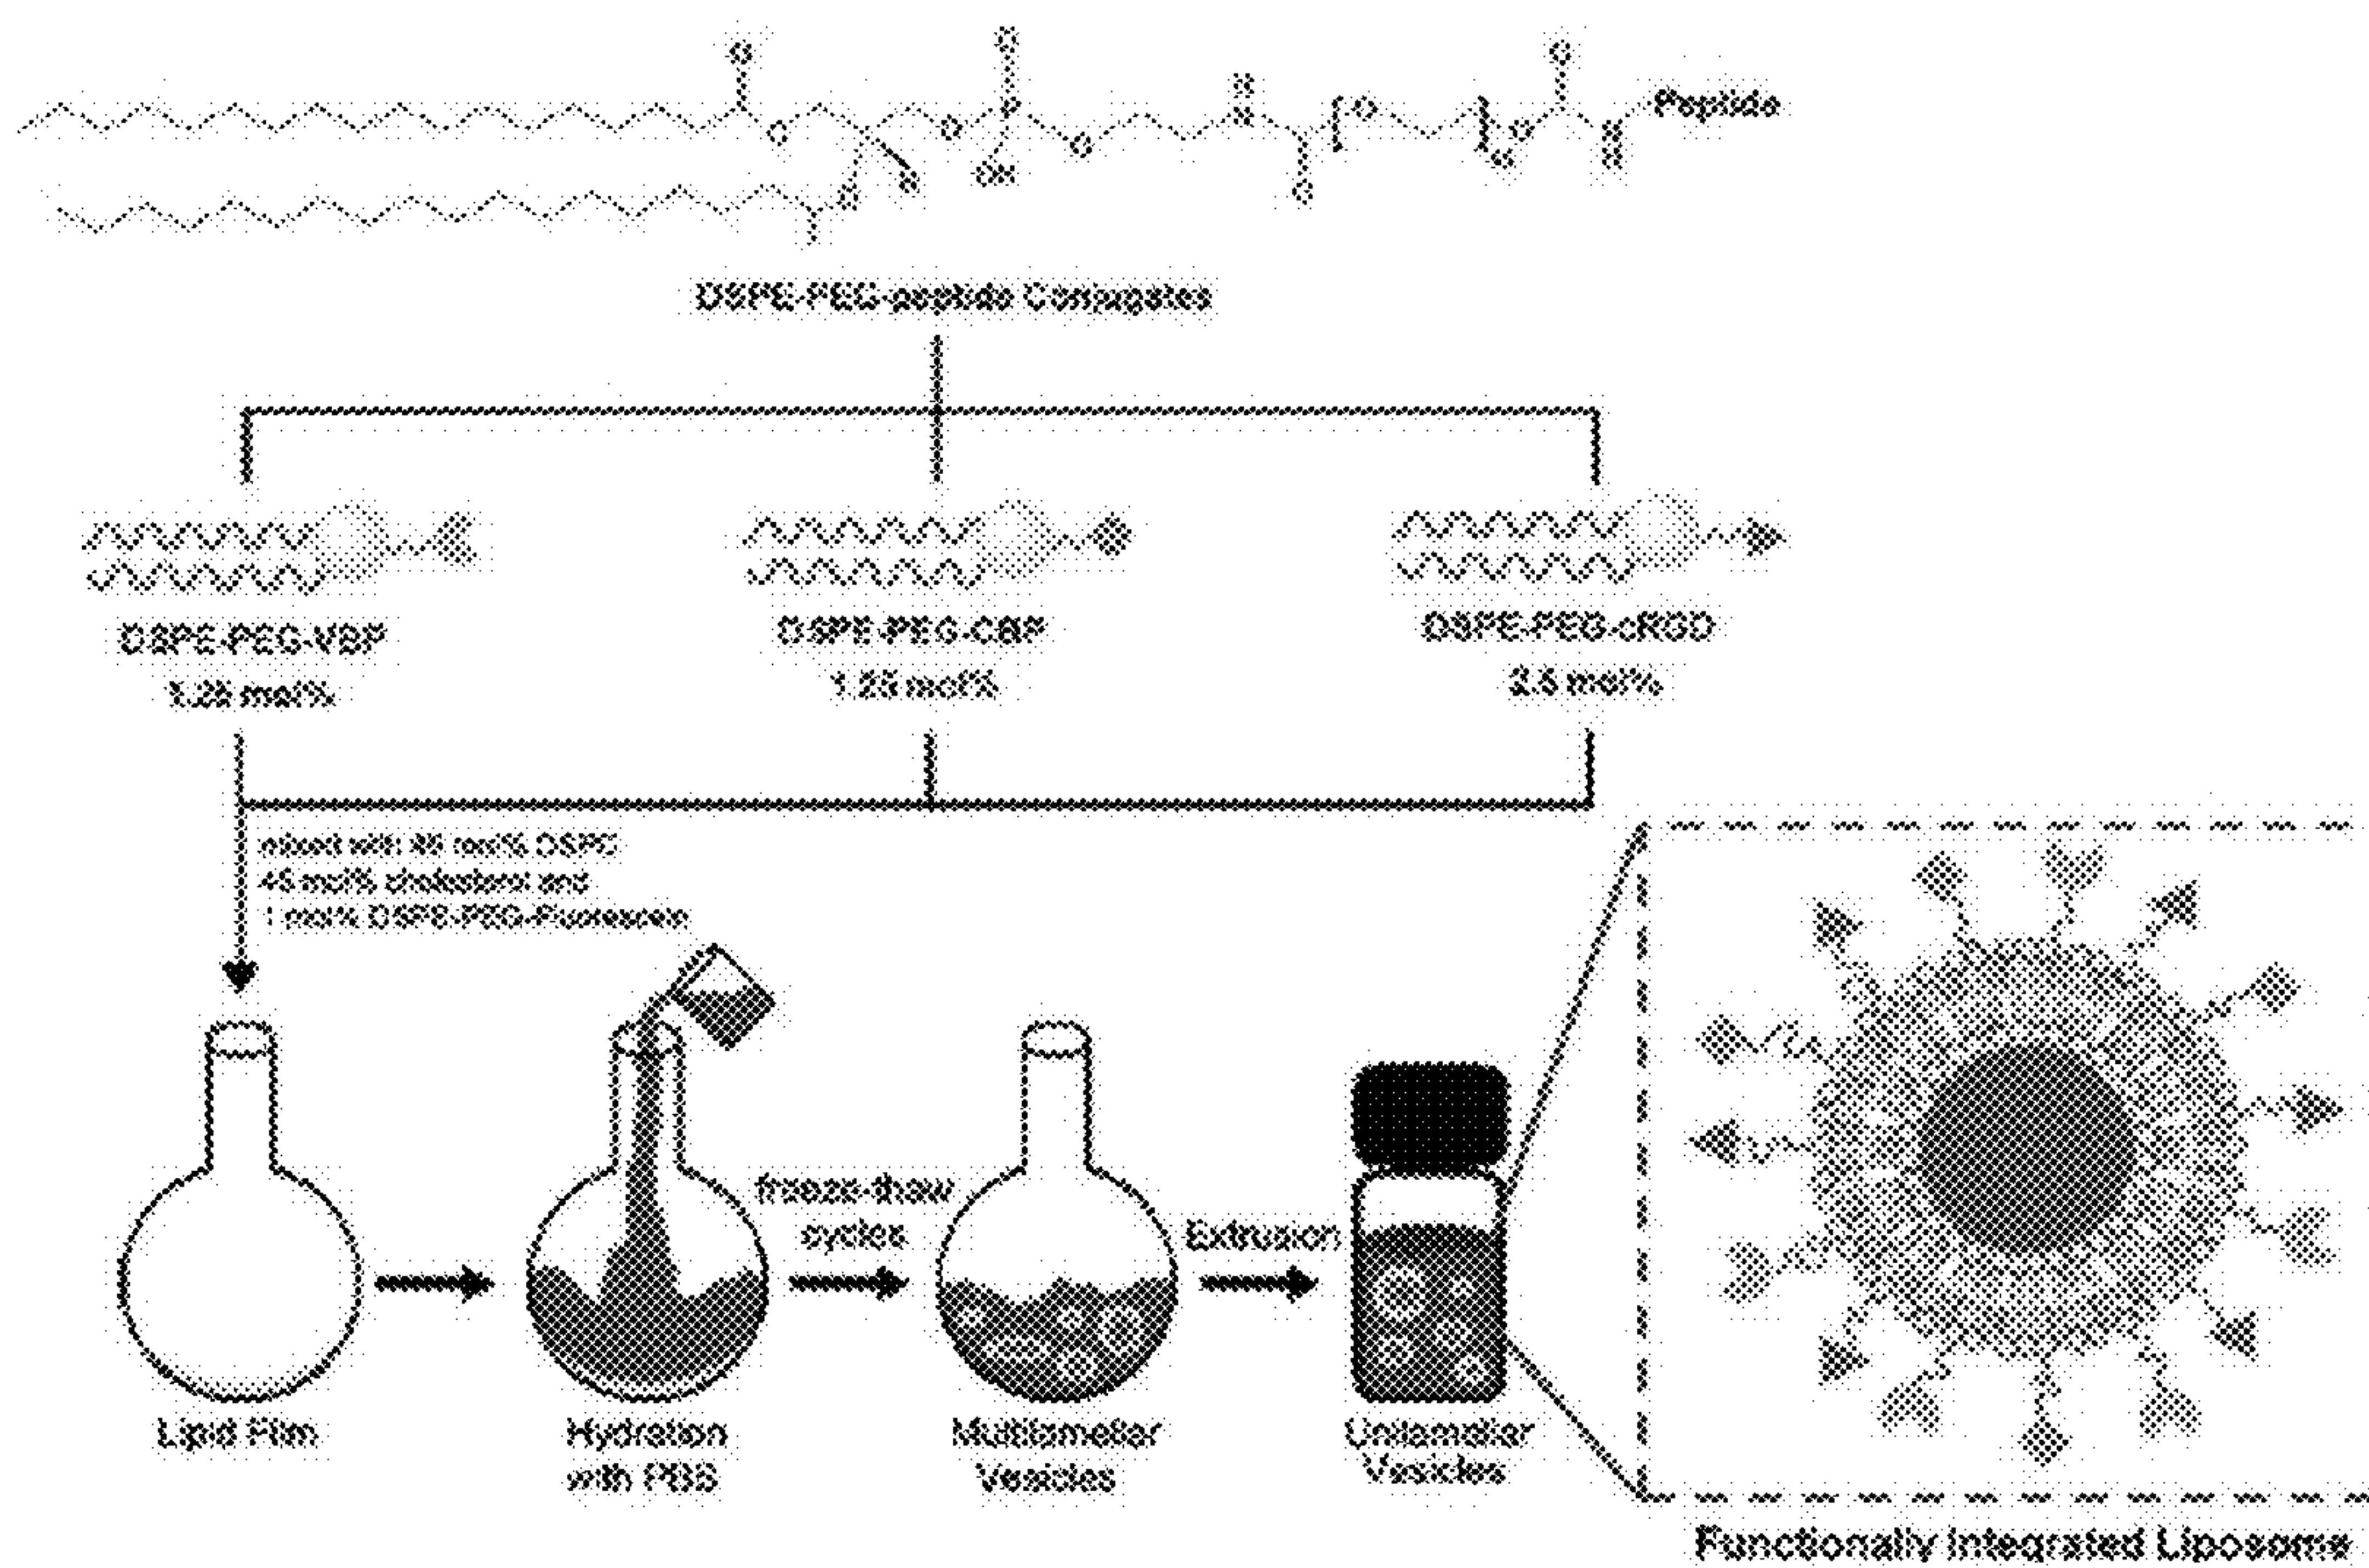 O O O
H
N
Peptide
O O O O
O H OH O N
H
DSPE-PEG-peptide Conjugates
DSPE-PEG-VBP DSPE-PEG-CBP DSPE-PEG-cRGD
1.25 mol% 1.25 mol% 2.5 mol%
mixed with mol% DSPC
45 mol% cholesterol and
1 mol% DSPE-PEG-Fluorescein
freeze-thaw
cycles
Extrusion
Lipid Film
Hydration
with PBS
Multilamellar
Vesicles
Unilamellar
Vesicles
Functionally Integrated Liposome